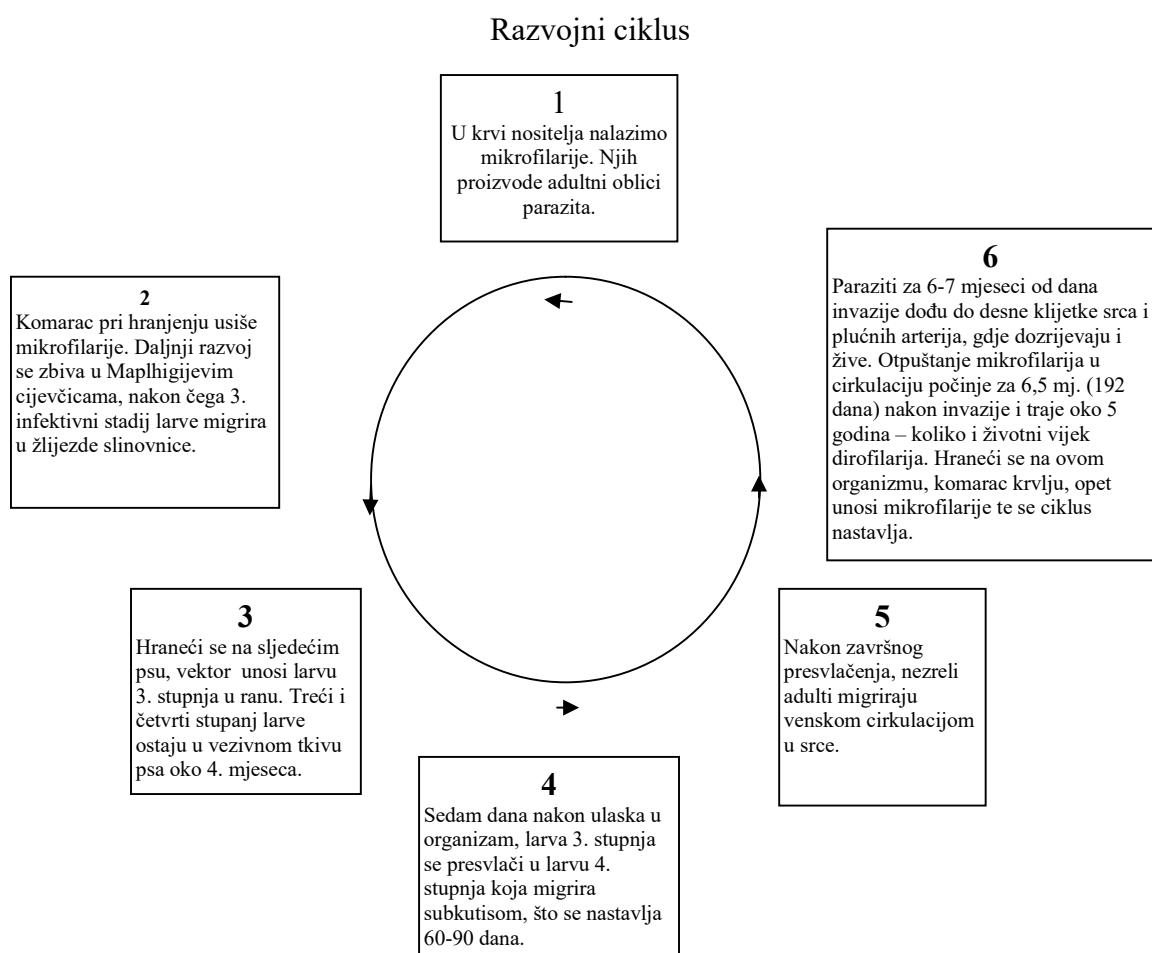 Razvojni ciklus
1
U krvi nositelja nalazimo
mikrofilarije. Njih
proizvode adultni oblici
parazita.
2
Komarac pri hranjenju usiše
mikrofilarije. Daljnji razvoj
se zbiva u Maplhigijevim
cijevčicama, nakon čega 3.
infektivni stadij larve migrira
u žlijezde slinovnice.
3
Hraneći se na sljedećim
psu, vektor unosi larvu
3. stupnja u ranu. Treći i
četvrti stupanj larve
ostaju u vezivnom tkivu
psa oko 4. mjeseca.
4
Sedam dana nakon ulaska u
organizam, larva 3. stupnja
se presvlači u larvu 4.
stupnja koja migrira
subkutisom, što se nastavlja
60-90 dana.
5
Nakon završnog
presvlačenja, nezreli
adulti migriraju
venskom cirkulacijom
u srce.
6
Paraziti za 6-7 mjeseci od dana
invazije dođu do desne klijetke srca i
plućnih arterija, gdje dozrijevaju i
žive. Otpuštanje mikrofilarija u
cirkulaciju počinje za 6,5 mj. (192
dana) nakon invazije i traje oko 5
godina – koliko i životni vijek
dirofilarija. Hraneći se na ovom
organizmu, komarac krvlju, opet
unosi mikrofilarije te se ciklus
nastavlja.